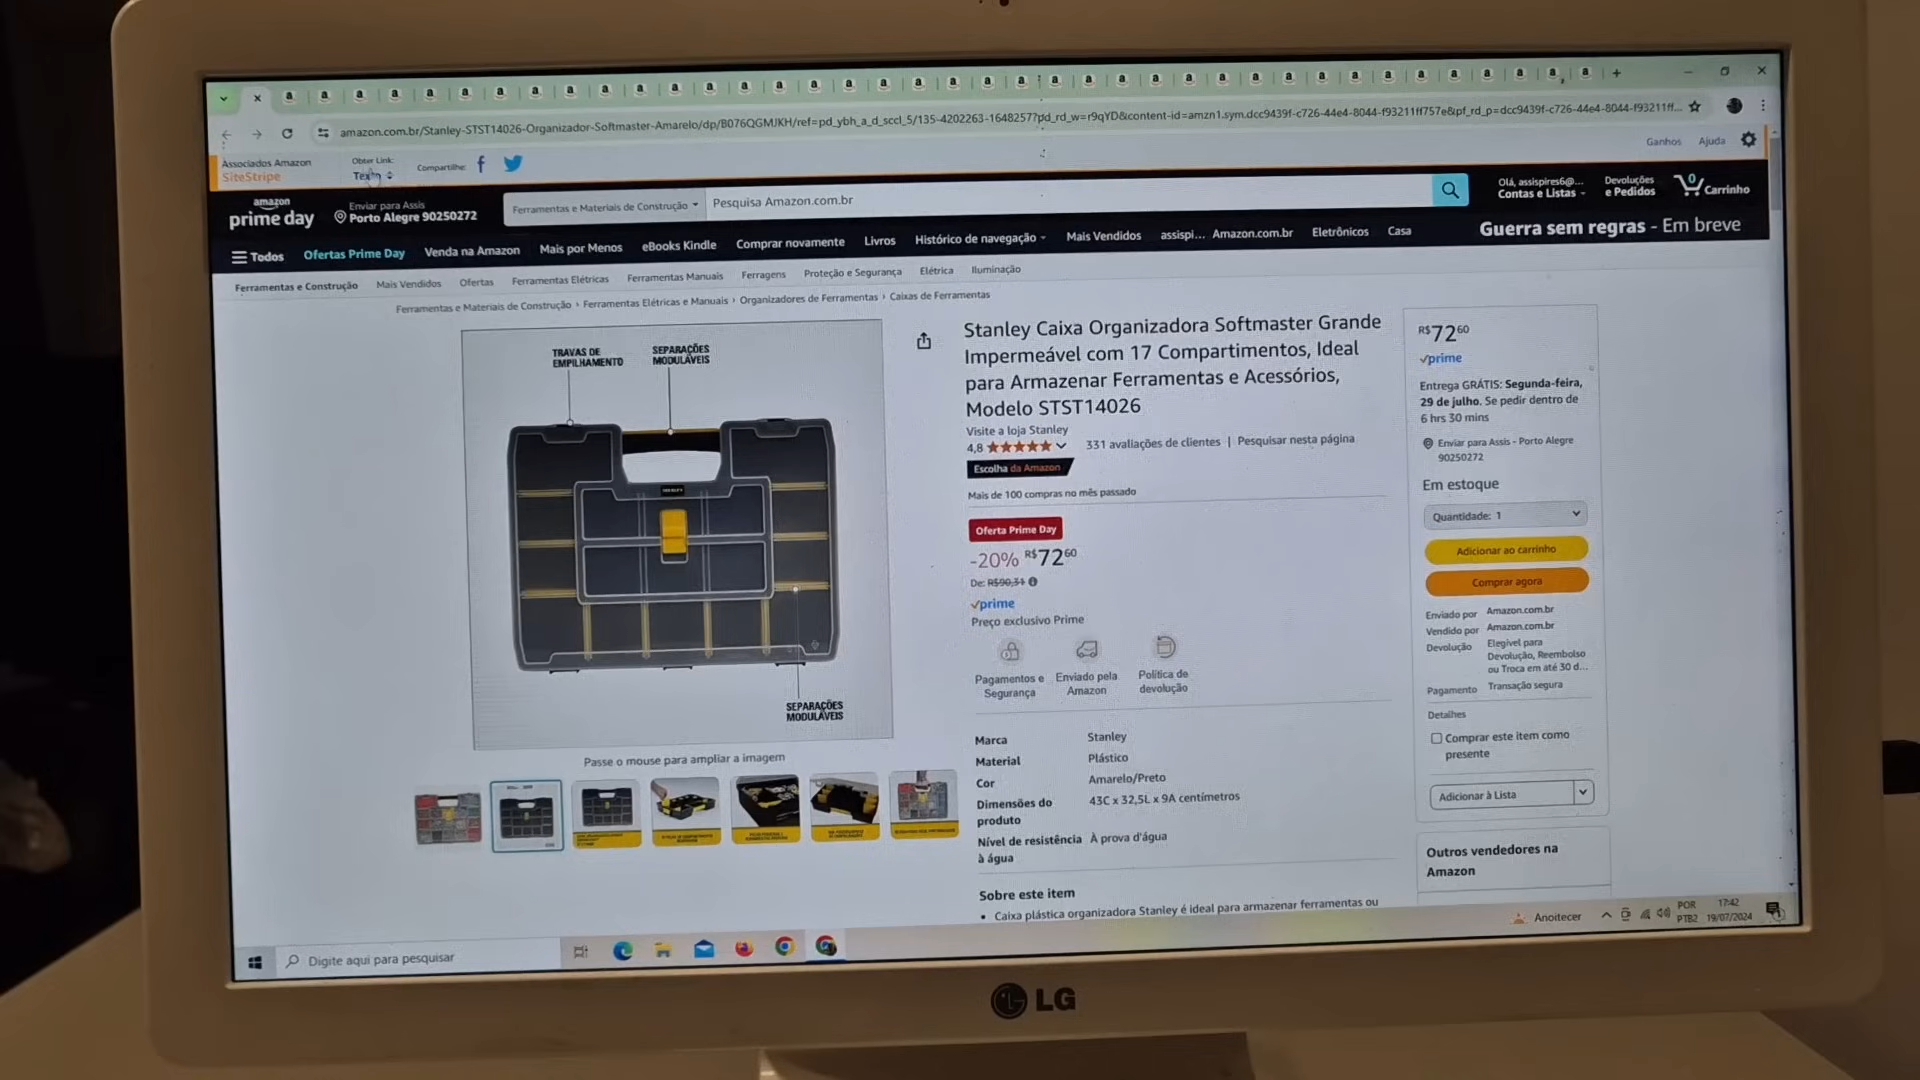 amazon.com.br/Stanley-STST14026-Organizador-Softmaster-Amarelo/dp/B076QGMJKH/ref=pd_ybh_a_d_sccl_5/135-4202263-1648257?pd_rd_w=r9qYD&content-id=amzn1.sym.dcc9439f-c726-44e4-8044-f93211ff757e&pf_rd_p=dcc9439f-c726-44e4-8044-f93211ff...
Associados Amazon
SiteStripe
Obter Link:
Compartilhe:
Ganhos
Ajuda
amazon
prime day
Enviar para Assis
Porto Alegre 90250272
Ferramentas e Materiais de Construção
Pesquisa Amazon.com.br
Olá, assispires6@...
Contas e Listas
Devoluções
e Pedidos
0
Carrinho
Todos
Ofertas Prime Day
Venda na Amazon
Mais por Menos
eBooks Kindle
Comprar novamente
Livros
Histórico de navegação
Mais Vendidos
assispi...
Amazon.com.br
Eletrônicos
Casa
Guerra sem regras - Em breve
Ferramentas e Construção
Mais Vendidos
Ofertas
Ferramentas Elétricas
Ferramentas Manuais
Ferragens
Proteção e Segurança
Elétrica
Iluminação
Ferramentas e Materiais de Construção › Ferramentas Elétricas e Manuais › Organizadores de Ferramentas › Caixas de Ferramentas
TRAVAS DE
EMPILHAMENTO
SEPARAÇÕES
MODULÁVEIS
SEPARAÇÕES
MODULÁVEIS
Passe o mouse para ampliar a imagem
Stanley Caixa Organizadora Softmaster Grande
Impermeável com 17 Compartimentos, Ideal
para Armazenar Ferramentas e Acessórios,
Modelo STST14026
Visite a loja Stanley
4,8
331 avaliações de clientes | Pesquisar nesta página
Escolha da Amazon
Mais de 100 compras no mês passado
Oferta Prime Day
-20% R$7260
De: R$90,31
prime
Preço exclusivo Prime
Pagamentos e
Segurança
Enviado pela
Amazon
Política de
devolução
Marca Stanley
Material Plástico
Cor Amarelo/Preto
Dimensões do
produto
43C x 32,5L x 9A centímetros
Nível de resistência
à água
À prova d'água
Sobre este item
• Caixa plástica organizadora Stanley é ideal para armazenar ferramentas ou
R$7260
prime
Entrega GRÁTIS: Segunda-feira,
29 de julho. Se pedir dentro de
6 hrs 30 mins
Enviar para Assis - Porto Alegre
90250272
Em estoque
Quantidade: 1
Adicionar ao carrinho
Comprar agora
Enviado por Amazon.com.br
Vendido por Amazon.com.br
Devolução Elegível para
Devolução, Reembolso
ou Troca em até 30 d...
Pagamento Transação segura
Detalhes
Comprar este item como
presente
Adicionar à Lista
Outros vendedores na
Amazon
Digite aqui para pesquisar
Anoitecer
POR
PTB2
17:42
19/07/2024
LG